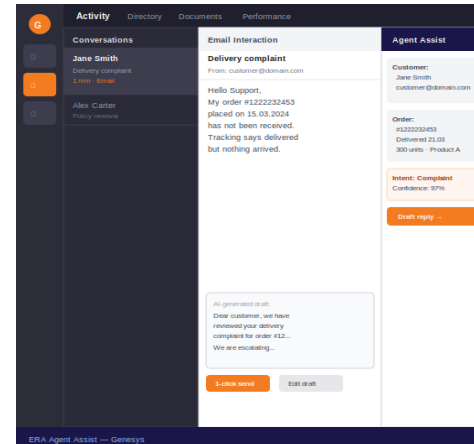 G
Activity
Directory
Documents
Performance
Conversations
Jane Smith
Delivery complaint
1 min · Email
Alex Carter
Policy renewal
Email Interaction
Delivery complaint
From: customer@domain.com
Hello Support,
My order #1222232453
placed on 15.03.2024
has not been received.
Tracking says delivered
but nothing arrived.
AI-generated draft:
Dear customer, we have
reviewed your delivery
complaint for order #12...
We are escalating...
1-click send
Edit draft
Agent Assist
Customer:
Jane Smith
customer@domain.com
Order:
#1222232453
Delivered 21.03
300 units · Product A
Intent: Complaint
Confidence: 97%
Draft reply →
ERA Agent Assist — Genesys